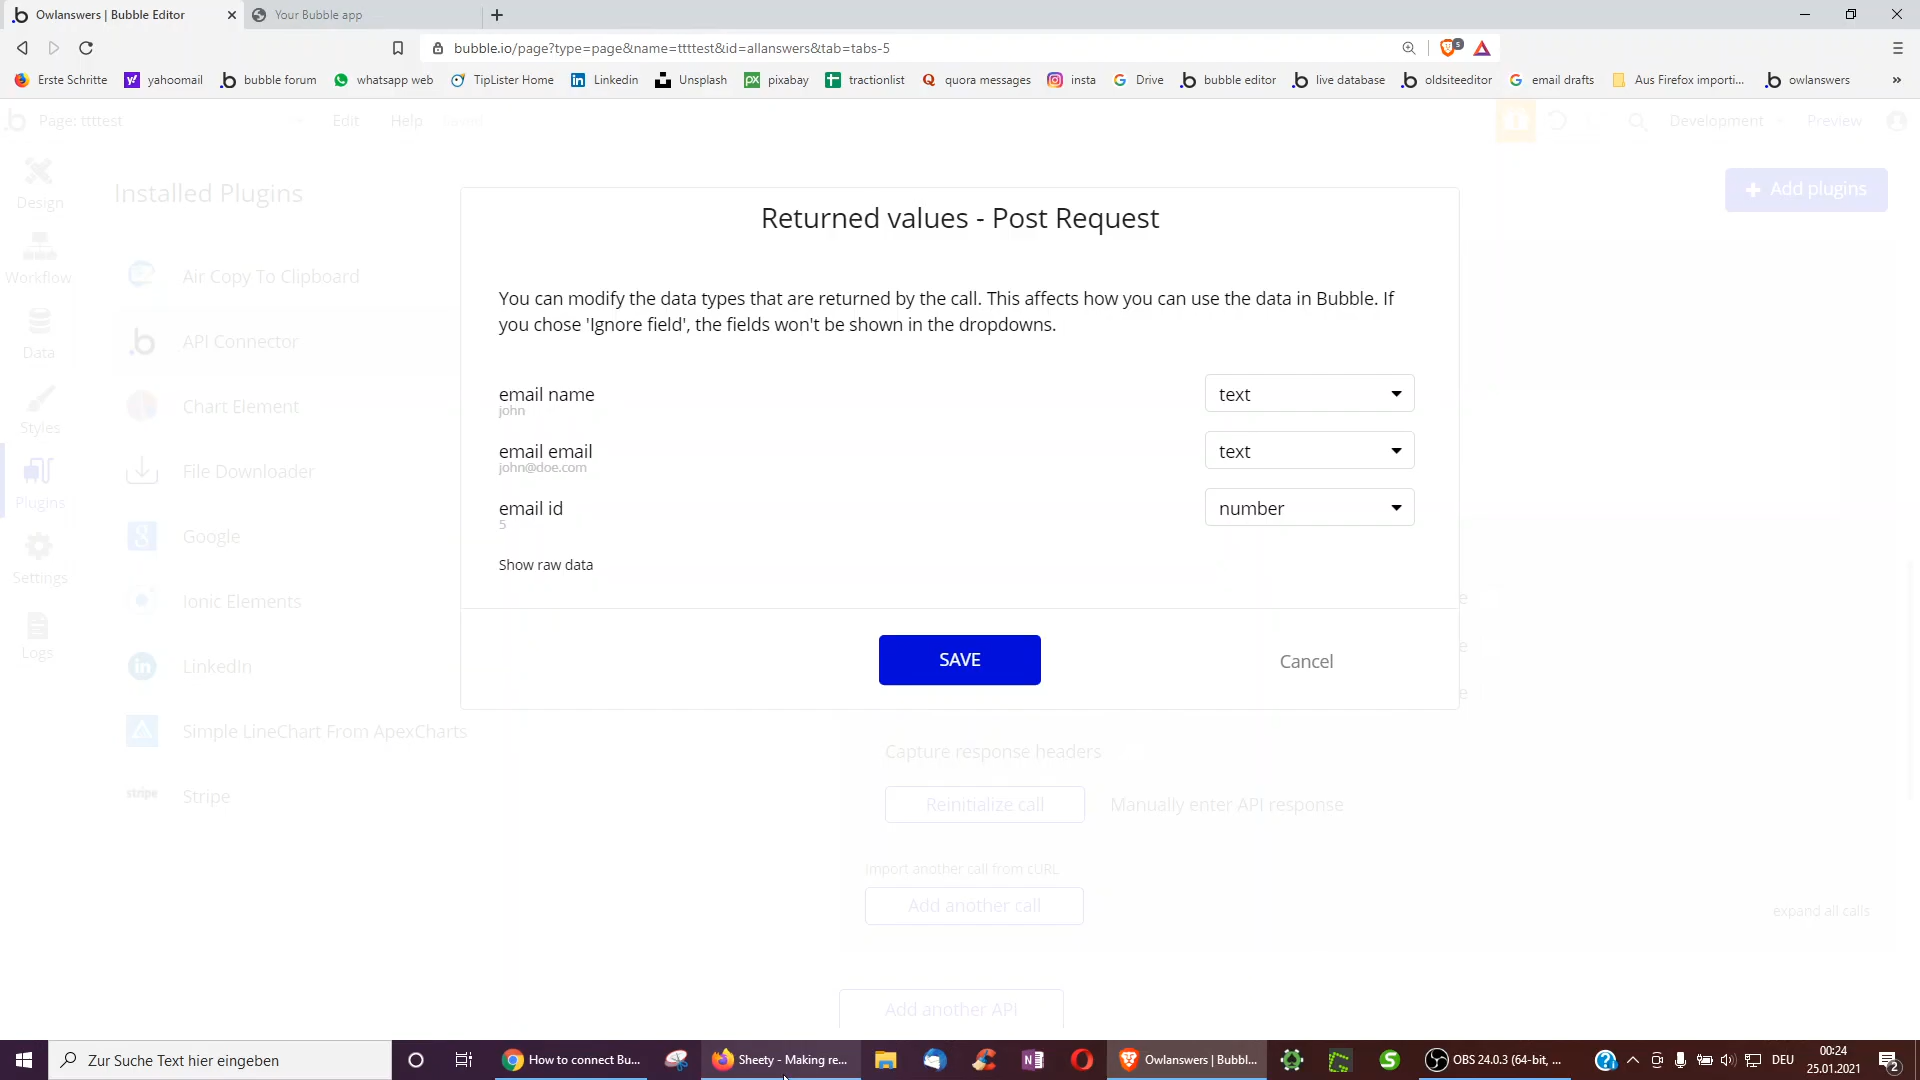 Owlanswers | Bubble Editor
Your Bubble app
bubble.io/page?type=page&name=ttttest&id=allanswers&tab=tabs-5
5
Erste Schritte
yahoomail
bubble forum
whatsapp web
TipLister Home
Linkedin
Unsplash
pixabay
tractionlist
quora messages
insta
Drive
bubble editor
live database
oldsiteeditor
email drafts
Aus Firefox importi...
owlanswers
»
Page: ttttest
Edit
Help
Saved
Development
Preview
Design
Workflow
Data
Styles
Plugins
Settings
Logs
Installed Plugins
Add plugins
Air Copy To Clipboard
API Connector
Chart Element
File Downloader
Google
Ionic Elements
LinkedIn
Simple LineChart From ApexCharts
stripe
Stripe
Returned values - Post Request
You can modify the data types that are returned by the call. This affects how you can use the data in Bubble. If
you chose 'Ignore field', the fields won't be shown in the dropdowns.
email name
john
text
email email
john@doe.com
text
email id
5
number
Show raw data
SAVE
Cancel
Capture response headers
Reinitialize call
Manually enter API response
Import another call from cURL
Add another call
expand all calls
Add another API
Zur Suche Text hier eingeben
How to connect Bu...
Sheety - Making re...
Owlanswers | Bubbl...
OBS 24.0.3 (64-bit, ...
DEU
00:24
25.01.2021
2